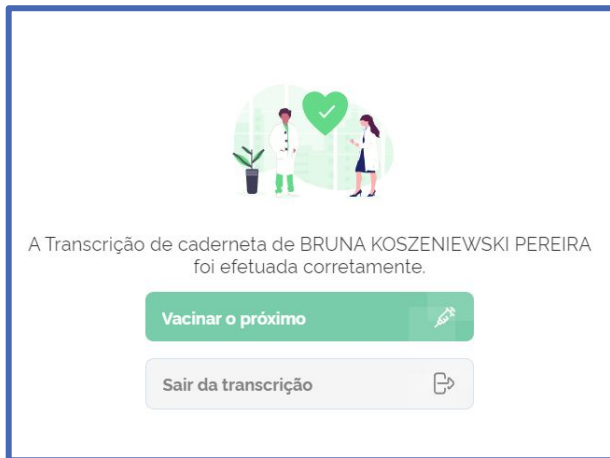 A Transcrição de caderneta de BRUNA KOSZENIEWSKI PEREIRA
foi efetuada corretamente.
Vacinar o próximo
Sair da transcrição